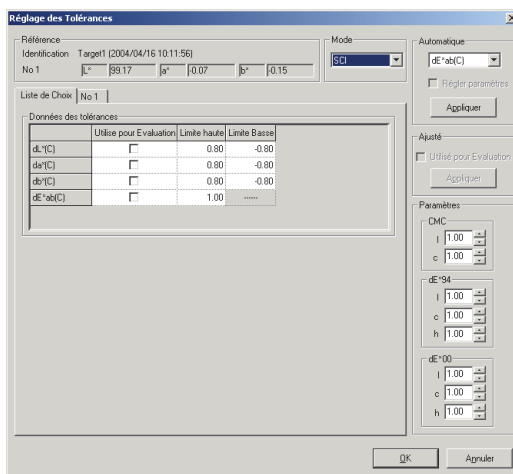 Réglage des Tolérances
Référence
Identification Target1 (2004/04/16 10:11:56)
No 1 L* 99.17 a* -0.07 b* -0.15
Mode
SCI
Automatique
dE*ab(C)
Régler paramètres
Appliquer
Ajusté
Utilisé pour Evaluation
Appliquer
Liste de Choix No 1
Données des tolérances
Utilise pour Evaluation Limite haute Limite Basse
dL*(C) 0.80 -0.80
da*(C) 0.80 -0.80
db*(C) 0.80 -0.80
dE*ab(C) 1.00 ------
Paramètres
CMC
l 1.00
c 1.00
dE*94
l 1.00
c 1.00
h 1.00
dE*00
l 1.00
c 1.00
h 1.00
OK Annuler